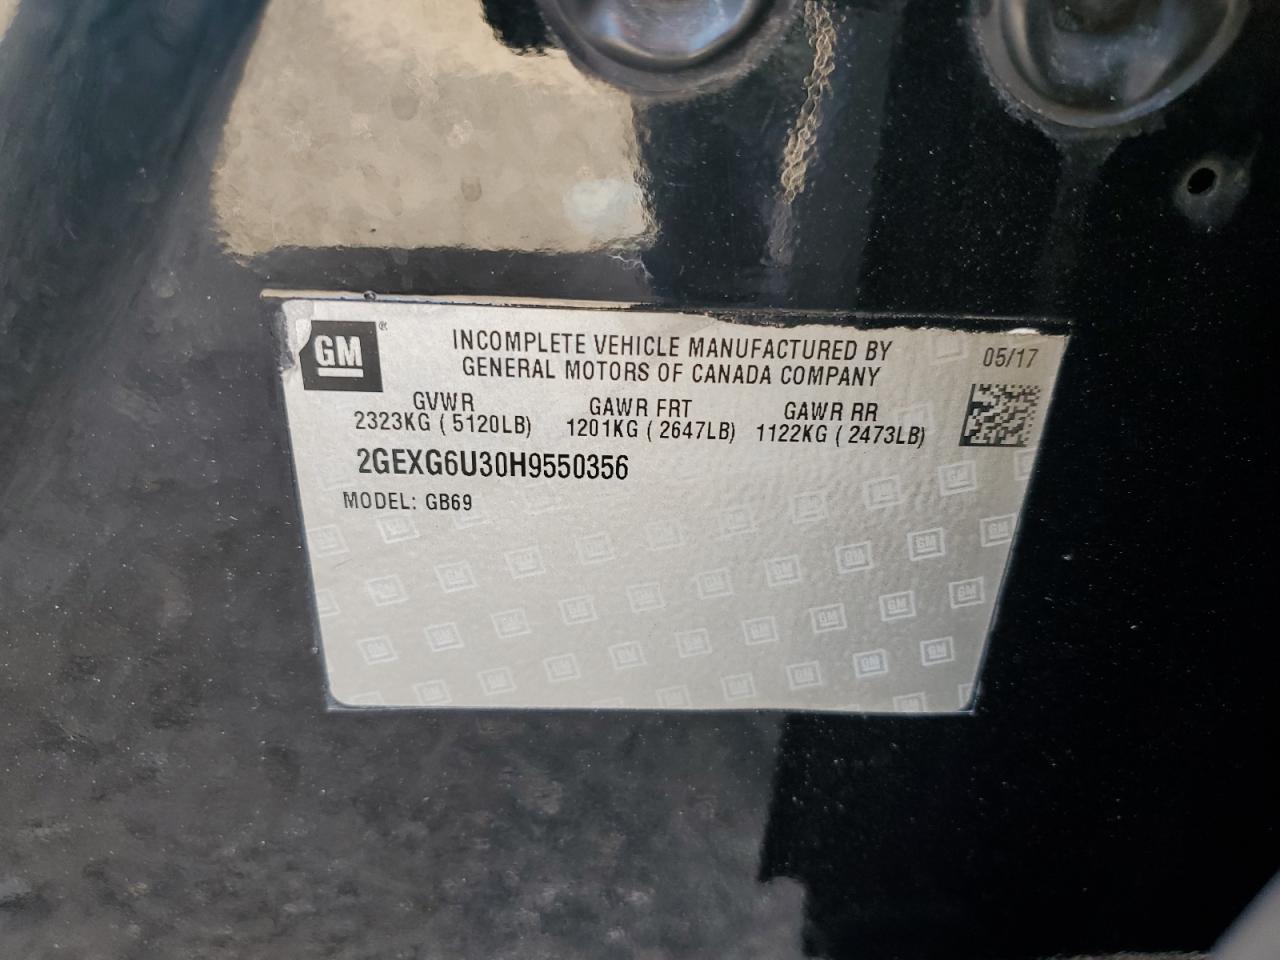 GM®
INCOMPLETE VEHICLE MANUFACTURED BY
GENERAL MOTORS OF CANADA COMPANY
05/17
GVWR GAWR FRT GAWR RR
2323KG ( 5120LB) 1201KG ( 2647LB) 1122KG ( 2473LB)
2GEXG6U30H9550356
MODEL: GB69